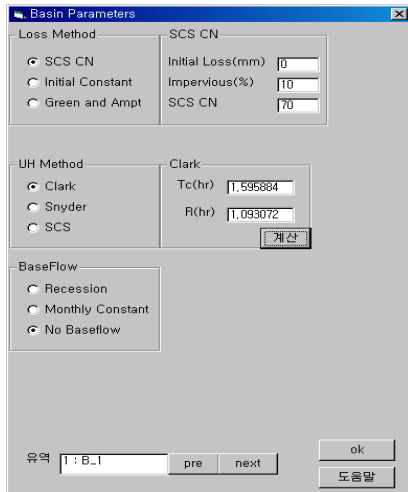 Basin Parameters
Loss Method
SCS CN
Initial Constant
Green and Ampt
SCS CN
Initial Loss(mm) 0
Impervious(%) 10
SCS CN 70
UH Method
Clark
Snyder
SCS
Clark
Tc(hr) 1,595884
R(hr) 1,093072
계산
BaseFlow
Recession
Monthly Constant
No Baseflow
유역 1 : B_1 pre next
ok
도움말